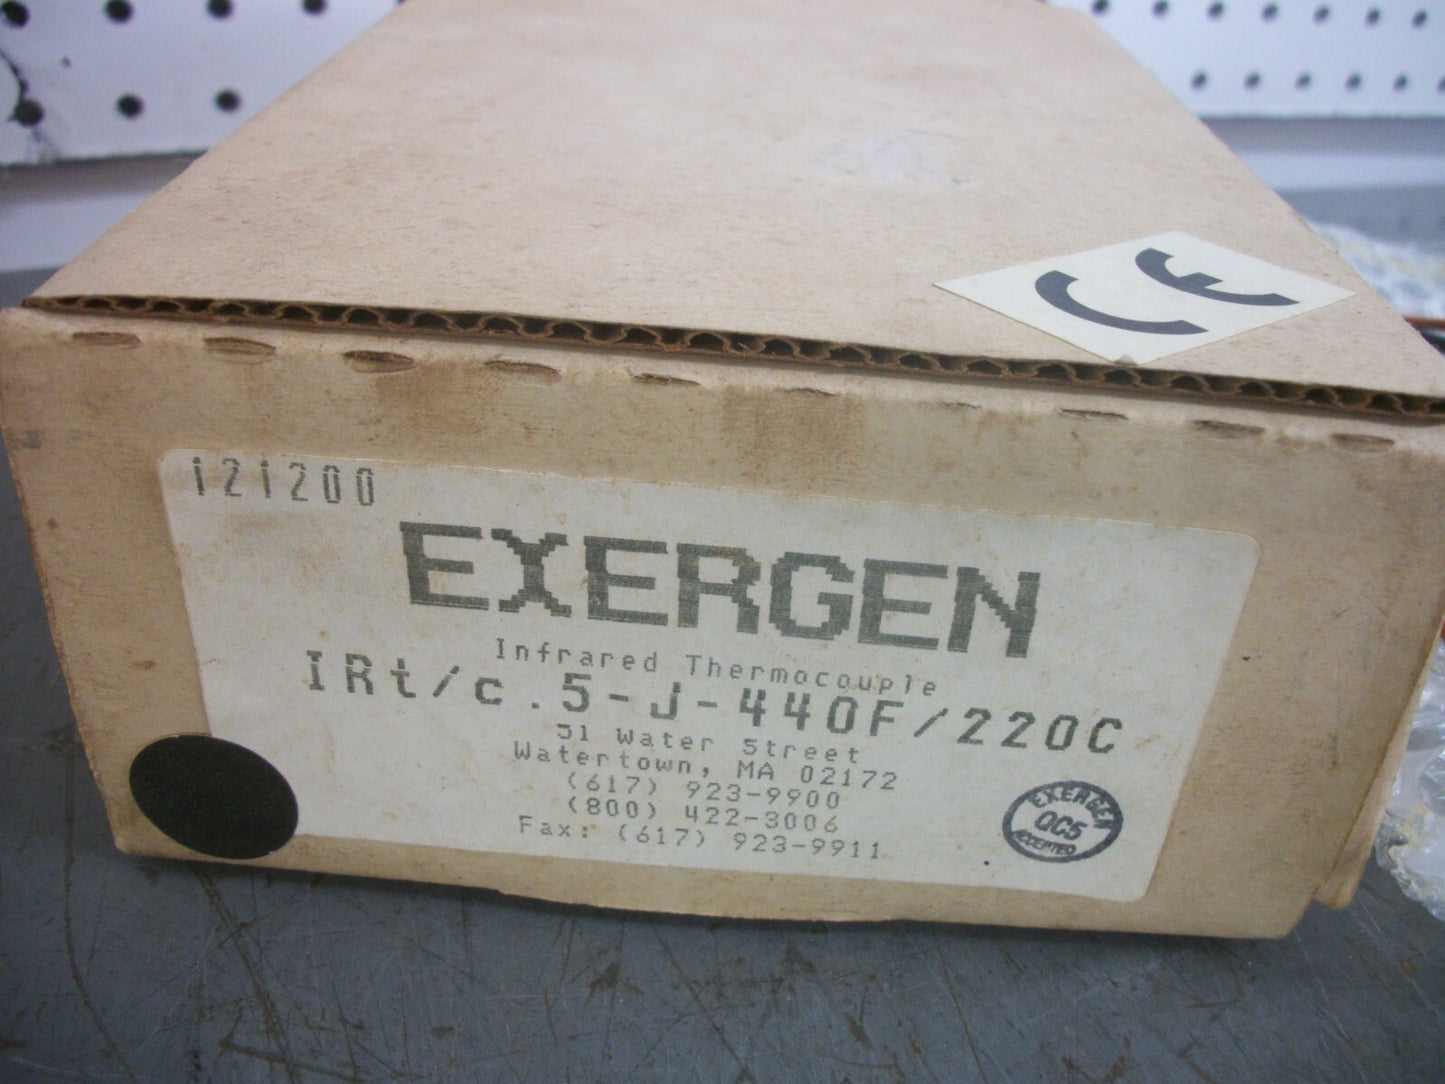 CE
121200
EXERGEN
Infrared Thermocouple
IRt/c.5-J-440F/220C
51 Water Street
Watertown, MA 02172
(617) 923-9900
(800) 422-3006
Fax: (617) 923-9911
EXERGEN
QC5
ACCEPTED